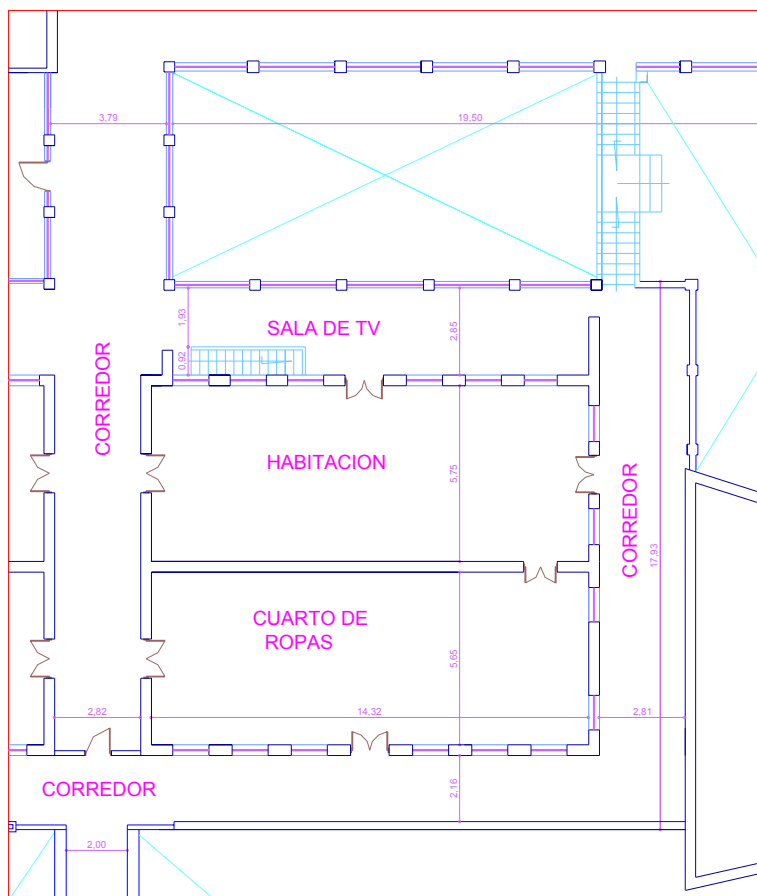 3,79
19,50
1,93
SALA DE TV
2,85
0,92
CORREDOR
HABITACION
5,75
CORREDOR
17,93
CUARTO DE
ROPAS
5,65
2,82
14,32
2,81
CORREDOR
2,16
2,00